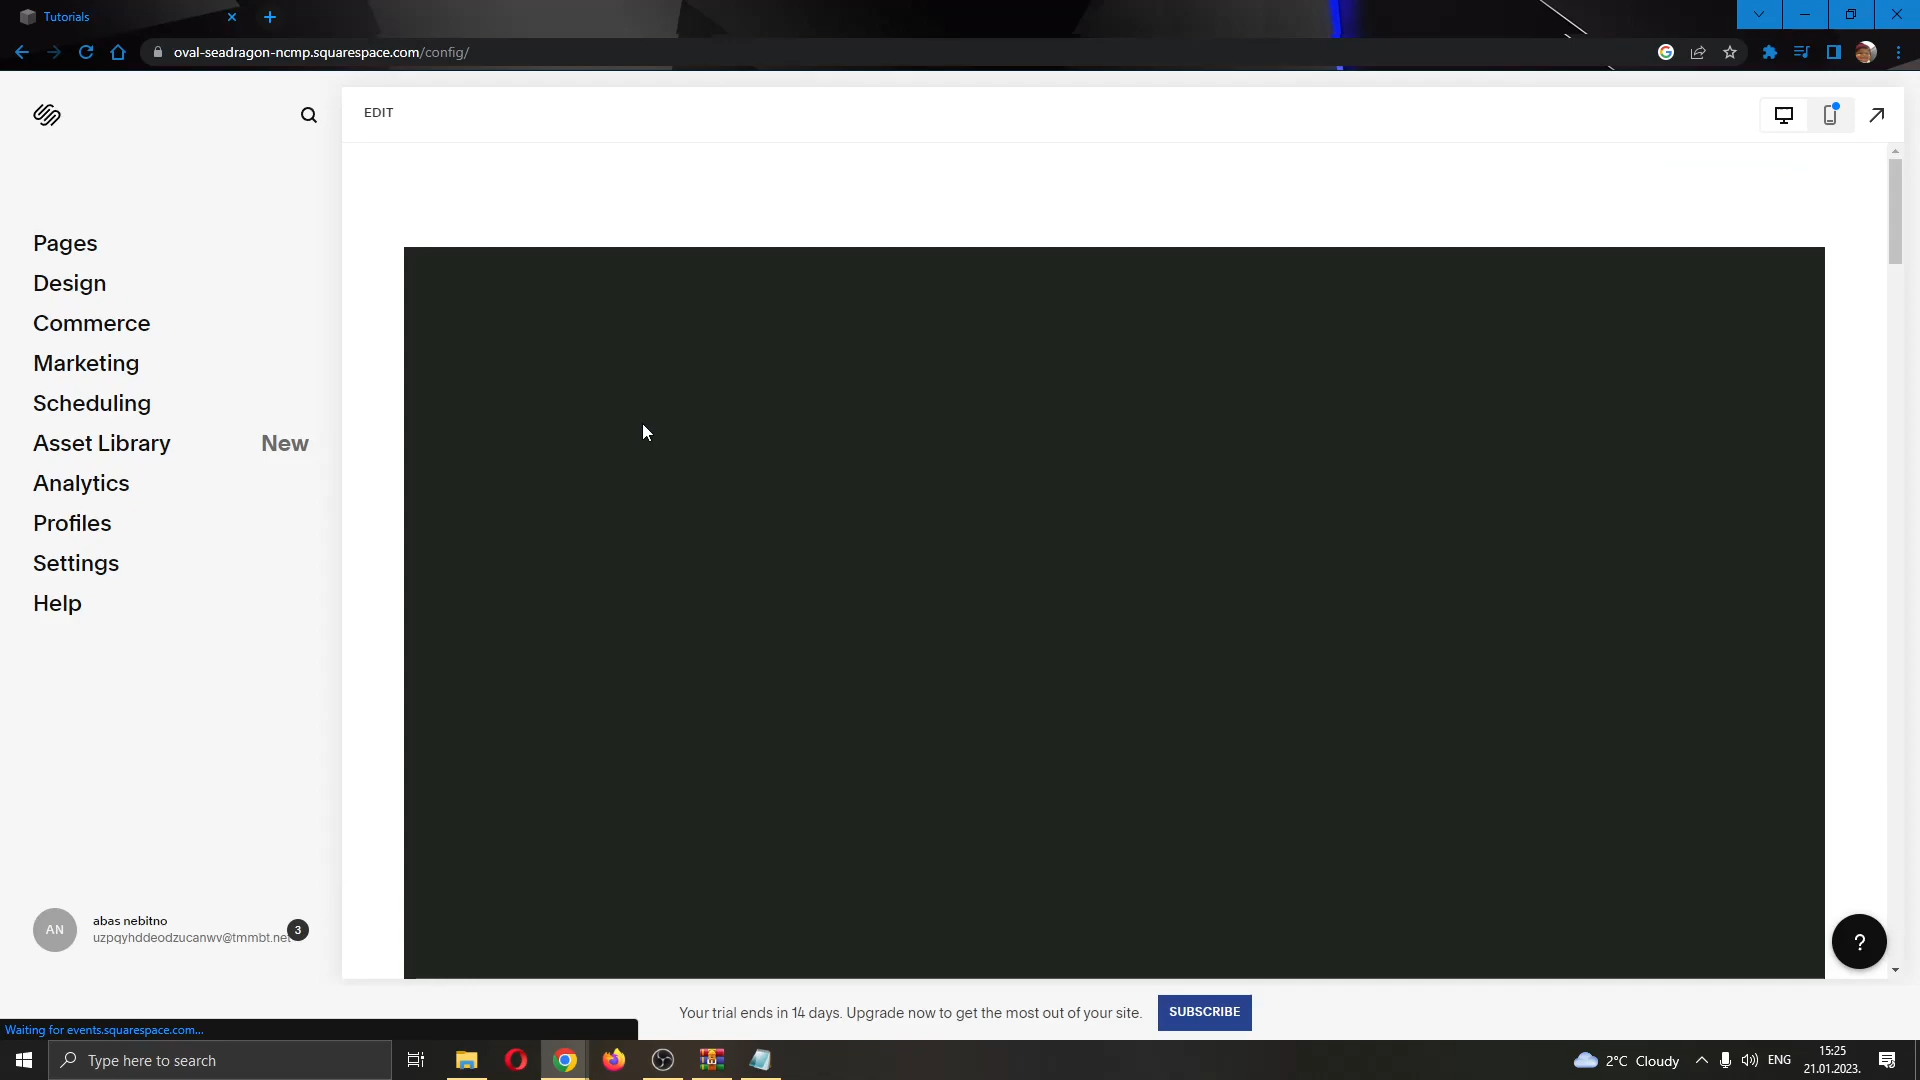 Tutorials
oval-seadragon-ncmp.squarespace.com/config/
EDIT
Pages
Design
Commerce
Marketing
Scheduling
Asset Library New
Analytics
Profiles
Settings
Help
AN
abas nebitno
uzpqyhddeodzucanwv@tmmbt.net
3
?
Your trial ends in 14 days. Upgrade now to get the most out of your site.
SUBSCRIBE
Waiting for events.squarespace.com...
Type here to search
2°C Cloudy
ENG
15:25
21.01.2023.